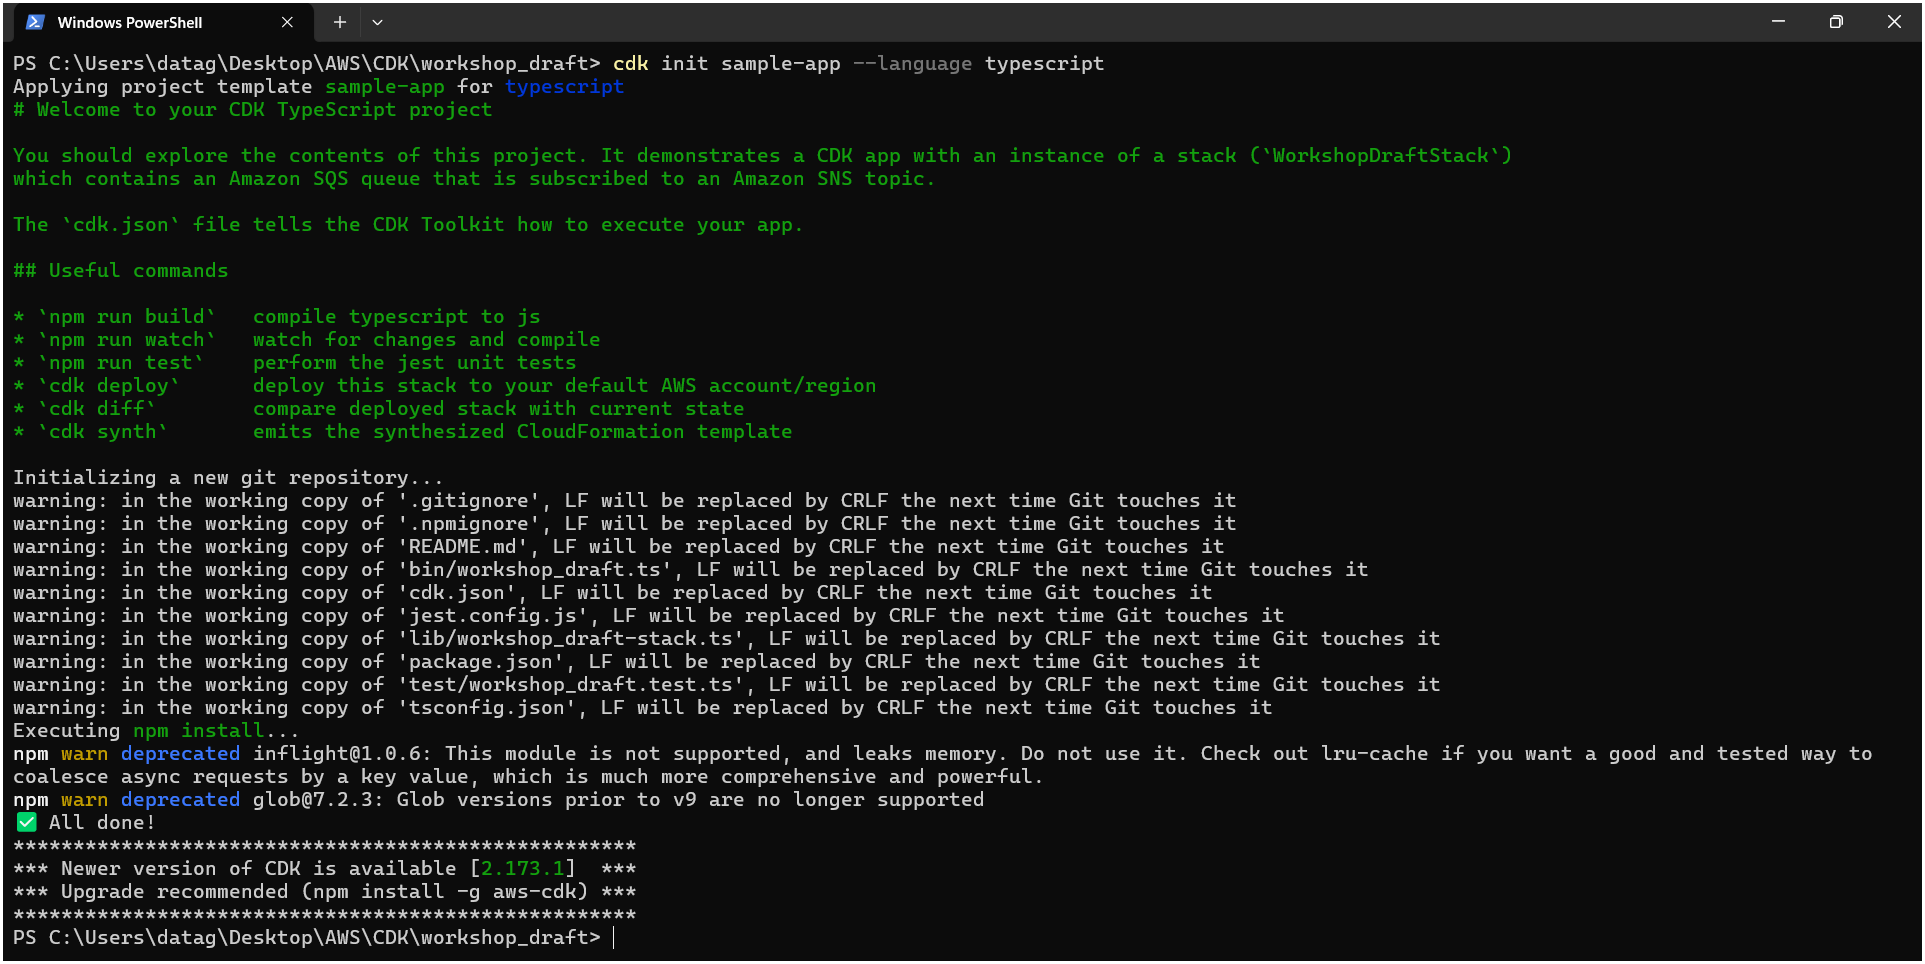 Windows PowerShell
PS C:\Users\datag\Desktop\AWS\CDK\workshop_draft> cdk init sample-app --language typescript
Applying project template sample-app for typescript
# Welcome to your CDK TypeScript project
You should explore the contents of this project. It demonstrates a CDK app with an instance of a stack (`WorkshopDraftStack`)
which contains an Amazon SQS queue that is subscribed to an Amazon SNS topic.
The `cdk.json` file tells the CDK Toolkit how to execute your app.
## Useful commands
* `npm run build`   compile typescript to js
* `npm run watch`   watch for changes and compile
* `npm run test`    perform the jest unit tests
* `cdk deploy`      deploy this stack to your default AWS account/region
* `cdk diff`        compare deployed stack with current state
* `cdk synth`       emits the synthesized CloudFormation template
Initializing a new git repository...
warning: in the working copy of '.gitignore', LF will be replaced by CRLF the next time Git touches it
warning: in the working copy of '.npmignore', LF will be replaced by CRLF the next time Git touches it
warning: in the working copy of 'README.md', LF will be replaced by CRLF the next time Git touches it
warning: in the working copy of 'bin/workshop_draft.ts', LF will be replaced by CRLF the next time Git touches it
warning: in the working copy of 'cdk.json', LF will be replaced by CRLF the next time Git touches it
warning: in the working copy of 'jest.config.js', LF will be replaced by CRLF the next time Git touches it
warning: in the working copy of 'lib/workshop_draft-stack.ts', LF will be replaced by CRLF the next time Git touches it
warning: in the working copy of 'package.json', LF will be replaced by CRLF the next time Git touches it
warning: in the working copy of 'test/workshop_draft.test.ts', LF will be replaced by CRLF the next time Git touches it
warning: in the working copy of 'tsconfig.json', LF will be replaced by CRLF the next time Git touches it
Executing npm install...
npm warn deprecated inflight@1.0.6: This module is not supported, and leaks memory. Do not use it. Check out lru-cache if you want a good and tested way to
coalesce async requests by a key value, which is much more comprehensive and powerful.
npm warn deprecated glob@7.2.3: Glob versions prior to v9 are no longer supported
✅ All done!
****************************************************
*** Newer version of CDK is available [2.173.1]  ***
*** Upgrade recommended (npm install -g aws-cdk) ***
****************************************************
PS C:\Users\datag\Desktop\AWS\CDK\workshop_draft>